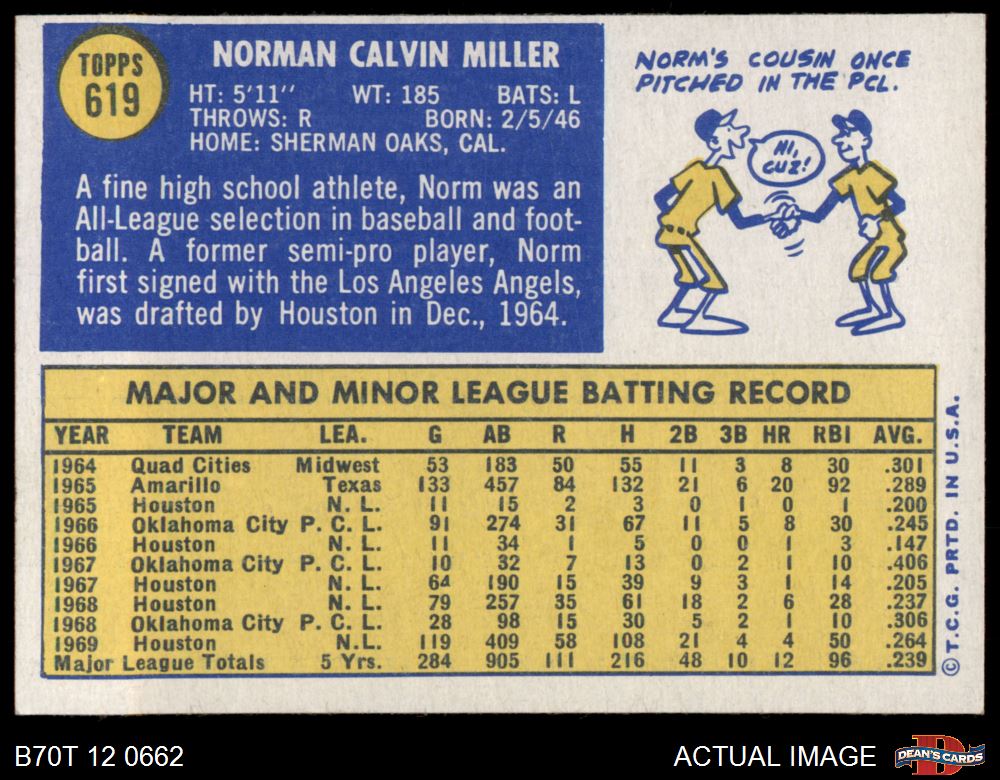 TOPPS
619
NORMAN CALVIN MILLER
HT: 5'11" WT: 185 BATS: L
THROWS: R BORN: 2/5/46
HOME: SHERMAN OAKS, CAL.
A fine high school athlete, Norm was an
All-League selection in baseball and foot-
ball. A former semi-pro player, Norm
first signed with the Los Angeles Angels,
was drafted by Houston in Dec., 1964.
NORM'S COUSIN ONCE
PITCHED IN THE PCL.
HI,
CUZ!
MAJOR AND MINOR LEAGUE BATTING RECORD
YEAR TEAM LEA. G AB R H 2B 3B HR RBI AVG.
1964 Quad Cities Midwest 53 183 50 55 11 3 8 30 .301
1965 Amarillo Texas 133 457 84 132 21 6 20 92 .289
1965 Houston N. L. 11 15 2 3 0 1 0 1 .200
1966 Oklahoma City P. C. L. 91 274 31 67 11 5 8 30 .245
1966 Houston N. L. 11 34 1 5 0 0 1 3 .147
1967 Oklahoma City P. C. L. 10 32 7 13 0 2 1 10 .406
1967 Houston N. L. 64 190 15 39 9 3 1 14 .205
1968 Houston N. L. 79 257 35 61 18 2 6 28 .237
1968 Oklahoma City P. C. L. 28 98 15 30 5 2 1 10 .306
1969 Houston N.L. 119 409 58 108 21 4 4 50 .264
Major League Totals 5 Yrs. 284 905 111 216 48 10 12 96 .239
© T.C.G. PRTD. IN U.S.A.
B70T 12 0662
ACTUAL IMAGE
DEAN'S CARDS